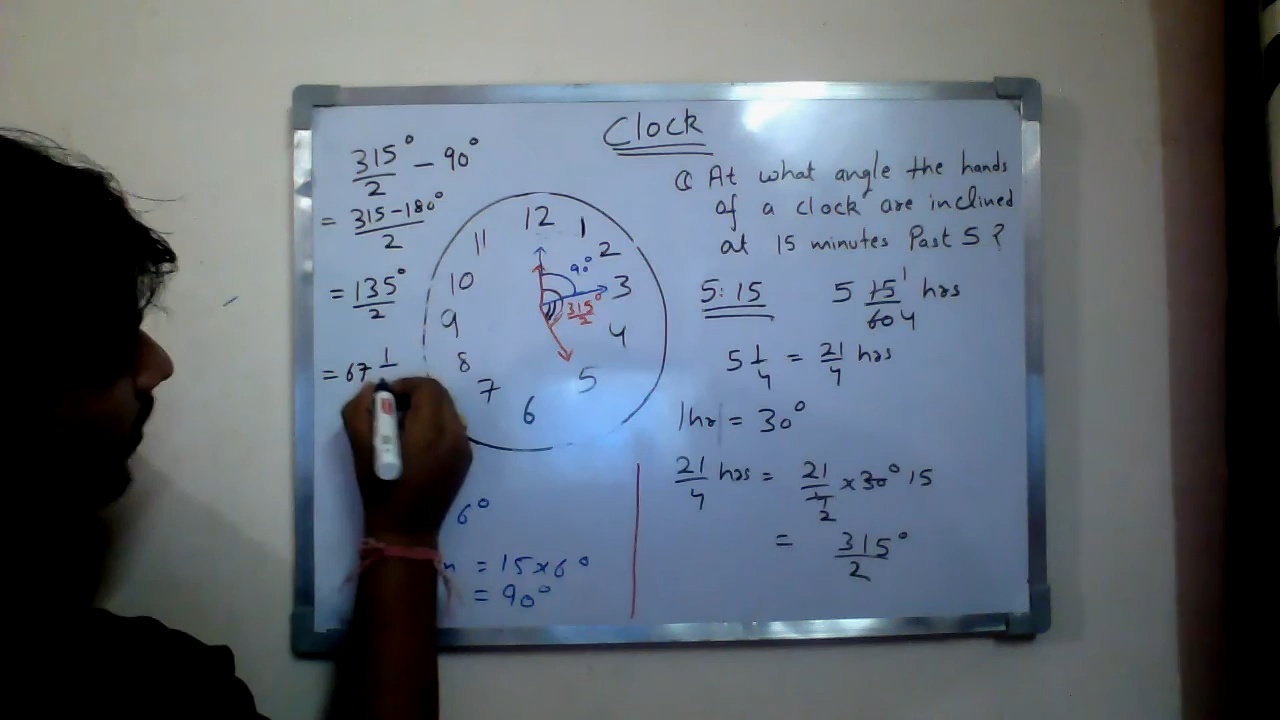 Clock
Q At what angle the hands
of a clock are inclined
at 15 minutes Past 5 ?
5:15
5 15/60 1 4 hrs
5 1/4 = 21/4 hrs
1hr = 30°
21/4 hrs = 21/4 2 × 30° 15
= 315°/2
315°/2 - 90°
= 315-180°/2
= 135°/2
= 67 1
12
1
2
3
4
5
6
7
8
9
10
11
90°
315°/2
6°
= 15×6°
= 90°